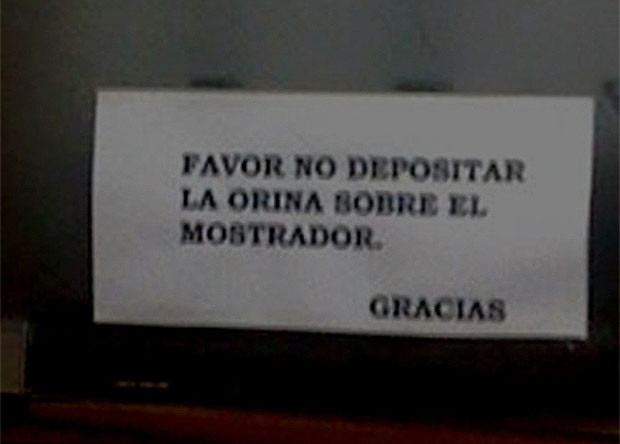 FAVOR NO DEPOSITAR
LA ORINA SOBRE EL
MOSTRADOR.
GRACIAS